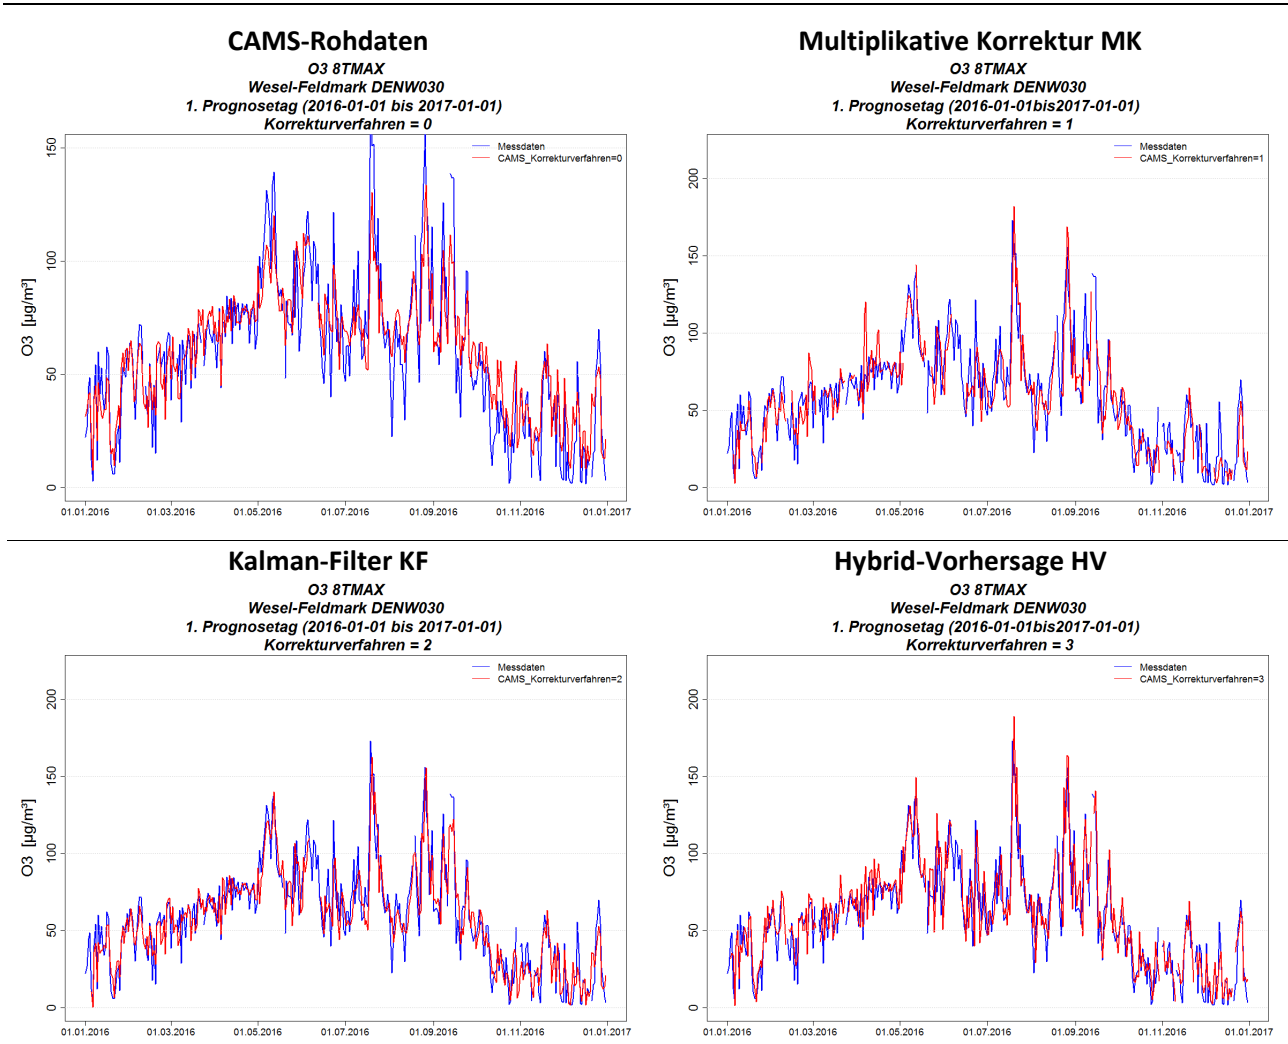 CAMS-Rohdaten
O3 8TMAX
Wesel-Feldmark DENW030
1. Prognosetag (2016-01-01 bis 2017-01-01)
Korrekturverfahren = 0
Messdaten
CAMS_Korrekturverfahren=0
O3 [µg/m³]
150
100
50
0
01.01.2016 01.03.2016 01.05.2016 01.07.2016 01.09.2016 01.11.2016 01.01.2017
Multiplikative Korrektur MK
O3 8TMAX
Wesel-Feldmark DENW030
1. Prognosetag (2016-01-01bis2017-01-01)
Korrekturverfahren = 1
Messdaten
CAMS_Korrekturverfahren=1
O3 [µg/m³]
200
150
100
50
0
01.01.2016 01.03.2016 01.05.2016 01.07.2016 01.09.2016 01.11.2016 01.01.2017
Kalman-Filter KF
O3 8TMAX
Wesel-Feldmark DENW030
1. Prognosetag (2016-01-01 bis 2017-01-01)
Korrekturverfahren = 2
Messdaten
CAMS_Korrekturverfahren=2
O3 [µg/m³]
200
150
100
50
0
01.01.2016 01.03.2016 01.05.2016 01.07.2016 01.09.2016 01.11.2016 01.01.2017
Hybrid-Vorhersage HV
O3 8TMAX
Wesel-Feldmark DENW030
1. Prognosetag (2016-01-01bis2017-01-01)
Korrekturverfahren = 3
Messdaten
CAMS_Korrekturverfahren=3
O3 [µg/m³]
200
150
100
50
0
01.01.2016 01.03.2016 01.05.2016 01.07.2016 01.09.2016 01.11.2016 01.01.2017